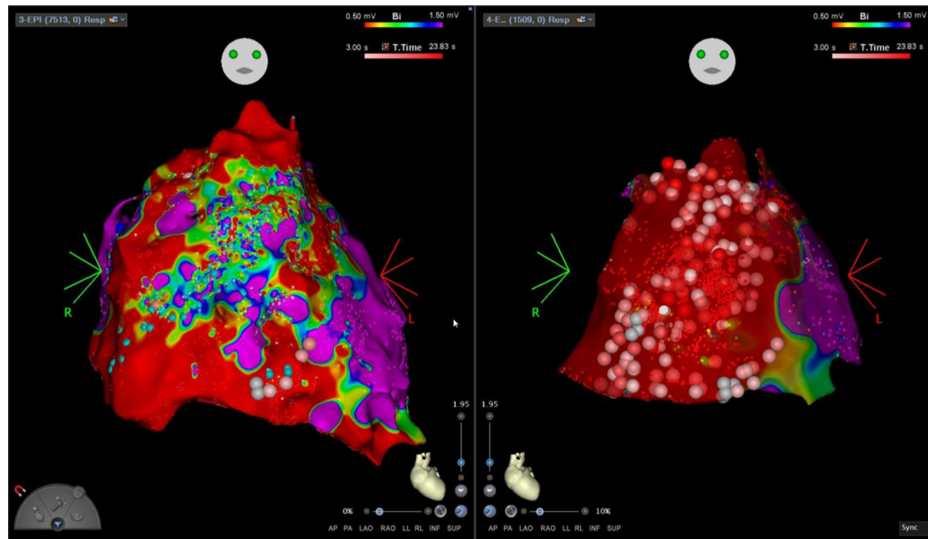 3-EPI (7513, 0) Resp
0.50 mV Bi 1.50 mV
3.00 s T.Time 23.83 s
R
L
1.95
0%
AP PA LAO RAO LL RL INF SUP
4-E.. (1509, 0) Resp
0.50 mV Bi 1.50 mV
3.00 s T.Time 23.83 s
R
L
1.95
10%
AP PA LAO RAO LL RL INF SUP
Sync